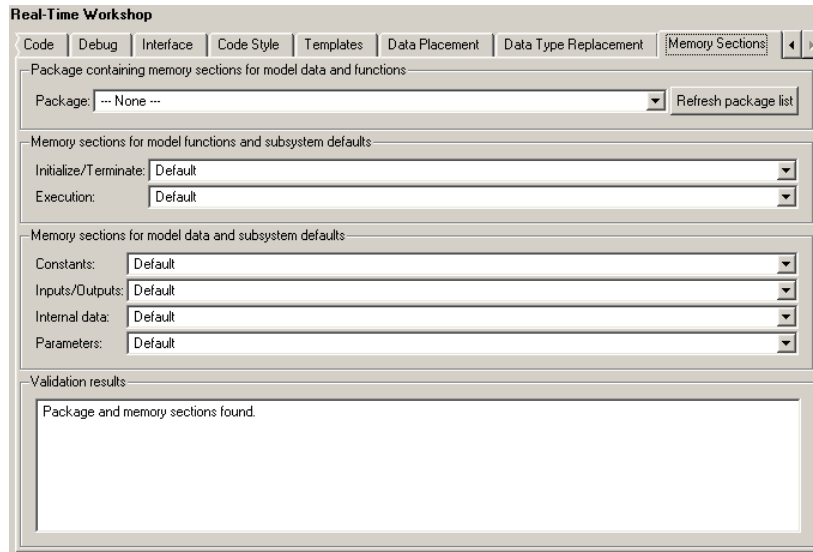 Real-Time Workshop
Code Debug Interface Code Style Templates Data Placement Data Type Replacement Memory Sections
Package containing memory sections for model data and functions
Package: --- None --- Refresh package list
Memory sections for model functions and subsystem defaults
Initialize/Terminate: Default
Execution: Default
Memory sections for model data and subsystem defaults
Constants: Default
Inputs/Outputs: Default
Internal data: Default
Parameters: Default
Validation results
Package and memory sections found.